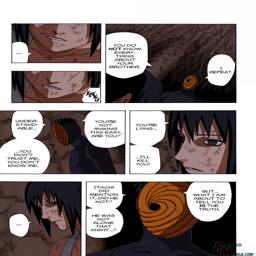 YOU DO
NOT KNOW
EVERY-
THING
ABOUT
YOUR
BROTHER.
I
REPEAT.
...
UNDER-
STAND-
ABLE...
...YOU
DON'T
TRUST ME,
YOU DON'T
KNOW ME.
YOU'RE
NOT
MAKING
THIS
EASY, ARE
YOU?
YOU'RE
LYING...
I'LL
KILL
YOU!
...
ITACHI
DID IT,
DID HE
NOT?
HE WAS
NOT
ALONE
THAT
NIGHT...?
BUT...
WHAT I
AM ABOUT
TO TELL
YOU IS
THE TRUTH.